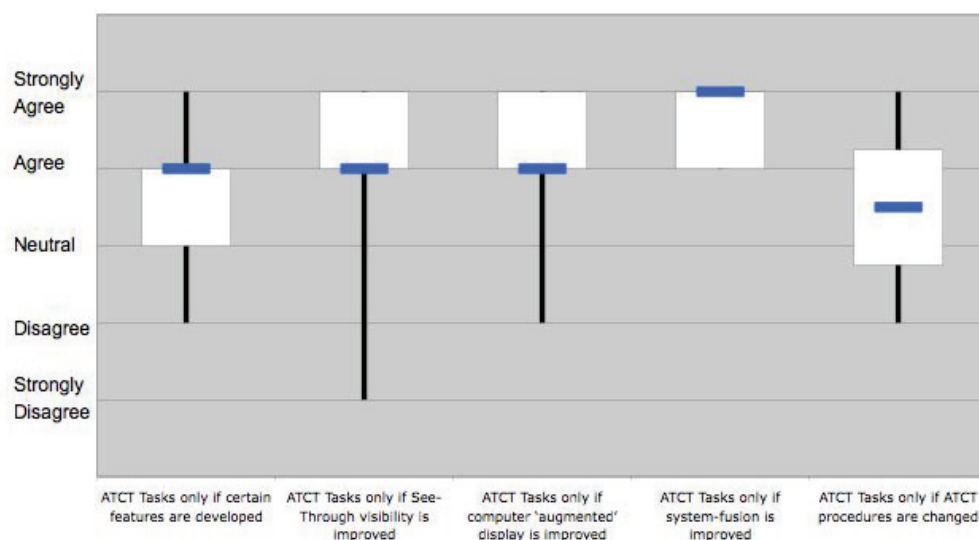 Strongly
Agree
Agree
Neutral
Disagree
Strongly
Disagree
ATCT Tasks only if certain
features are developed
ATCT Tasks only if See-
Through visibility is
improved
ATCT Tasks only if
computer ‘augmented’
display is improved
ATCT Tasks only if
system-fusion is
improved
ATCT Tasks only if ATCT
procedures are changed